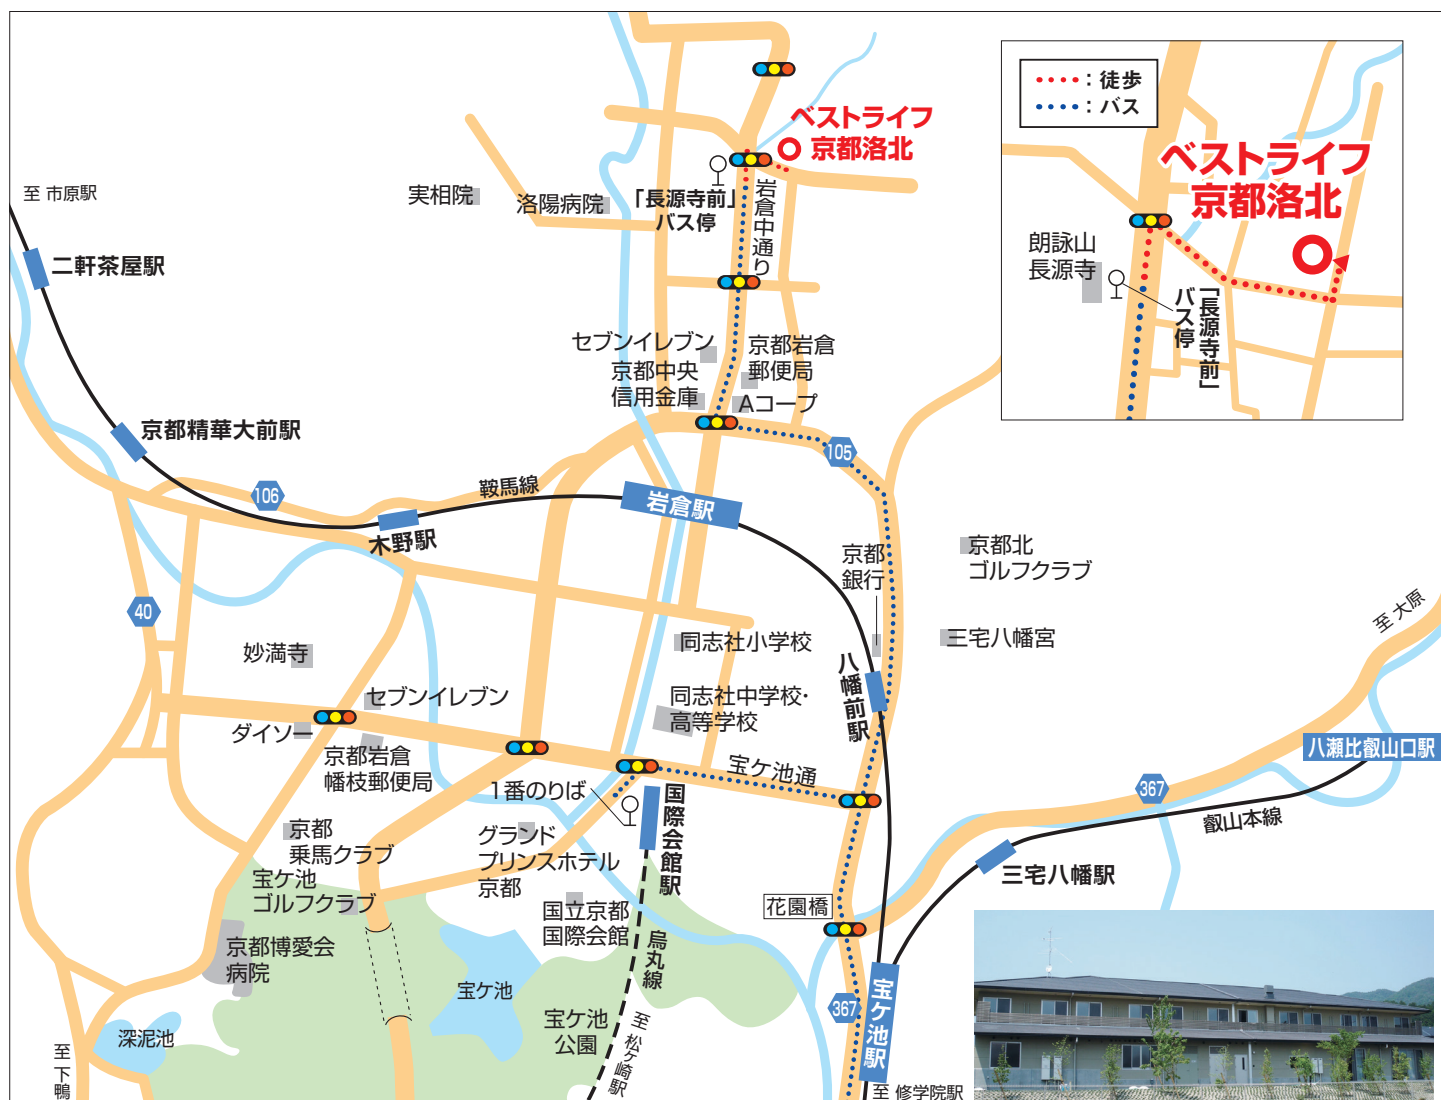 至 市原駅
二軒茶屋駅
京都精華大前駅
106
鞍馬線
木野駅
岩倉駅
40
実相院
洛陽病院
「長源寺前」
バス停
ベストライフ
京都洛北
岩倉中通り
セブンイレブン
京都中央
信用金庫
京都岩倉
郵便局
Aコープ
105
：徒歩
：バス
ベストライフ
京都洛北
朗詠山
長源寺
「長源寺前」
バス停
京都
銀行
京都北
ゴルフクラブ
三宅八幡宮
至 大原
妙満寺
同志社小学校
同志社中学校・
高等学校
八幡前駅
セブンイレブン
ダイソー
京都岩倉
幡枝郵便局
宝ケ池通
1番のりば
国際会館駅
八瀬比叡山口駅
367
叡山本線
三宅八幡駅
京都
乗馬クラブ
グランド
プリンスホテル
京都
宝ケ池
ゴルフクラブ
国立京都
国際会館
花園橋
京都博愛会
病院
烏丸線
宝ケ池
宝ケ池
公園
至 松ヶ崎駅
367
宝ケ池駅
深泥池
至 下鴨
至 修学院駅